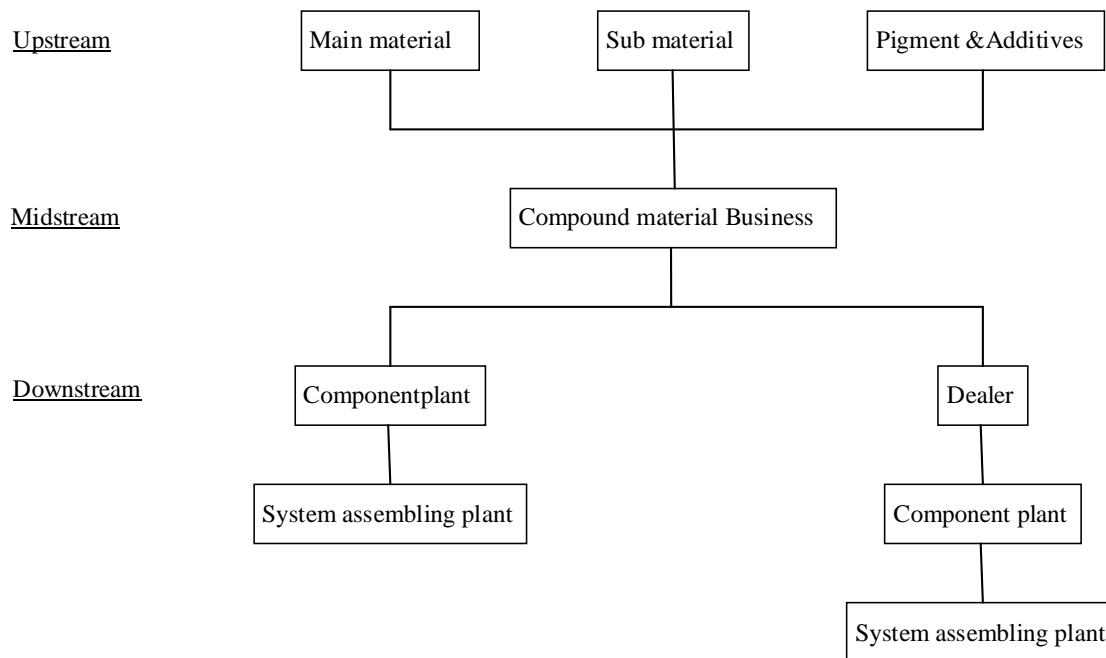 Upstream
Main material
Sub material
Pigment &Additives
Midstream
Compound material Business
Downstream
Componentplant
Dealer
System assembling plant
Component plant
System assembling plant